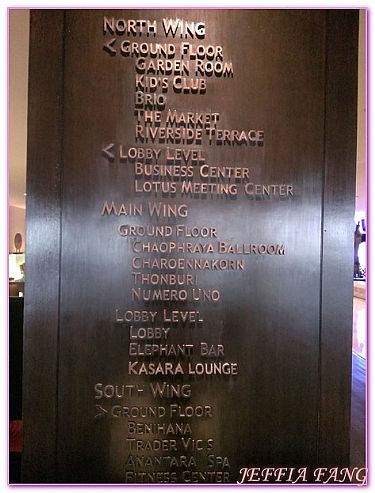 NORTH WING
< GROUND FLOOR
GARDEN ROOM
KID'S CLUB
BRIO
THE MARKET
RIVERSIDE TERRACE
< LOBBY LEVEL
BUSINESS CENTER
LOTUS MEETING CENTER
MAIN WING
GROUND FLOOR
CHAOPHRAYA BALLROOM
CHAROENNAKORN
THONBURI
NUMERO UNO
LOBBY LEVEL
LOBBY
ELEPHANT BAR
KASARA LOUNGE
SOUTH WING
> GROUND FLOOR
BENIHANA
TRADER VIC'S
ANANTARA SPA
FITNESS CENTER
JEFFIA FANG